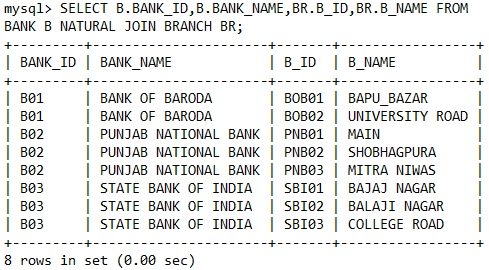 mysql> SELECT B.BANK_ID,B.BANK_NAME,BR.B_ID,BR.B_NAME FROM
BANK B NATURAL JOIN BRANCH BR;
+---------+----------------------+-------+-----------------+
| BANK_ID | BANK_NAME            | B_ID  | B_NAME          |
+---------+----------------------+-------+-----------------+
| B01     | BANK OF BARODA       | BOB01 | BAPU_BAZAR      |
| B01     | BANK OF BARODA       | BOB02 | UNIVERSITY ROAD |
| B02     | PUNJAB NATIONAL BANK | PNB01 | MAIN            |
| B02     | PUNJAB NATIONAL BANK | PNB02 | SHOBHAGPURA     |
| B02     | PUNJAB NATIONAL BANK | PNB03 | MITRA NIWAS     |
| B03     | STATE BANK OF INDIA  | SBI01 | BAJAJ NAGAR     |
| B03     | STATE BANK OF INDIA  | SBI02 | BALAJI NAGAR    |
| B03     | STATE BANK OF INDIA  | SBI03 | COLLEGE ROAD    |
+---------+----------------------+-------+-----------------+
8 rows in set (0.00 sec)